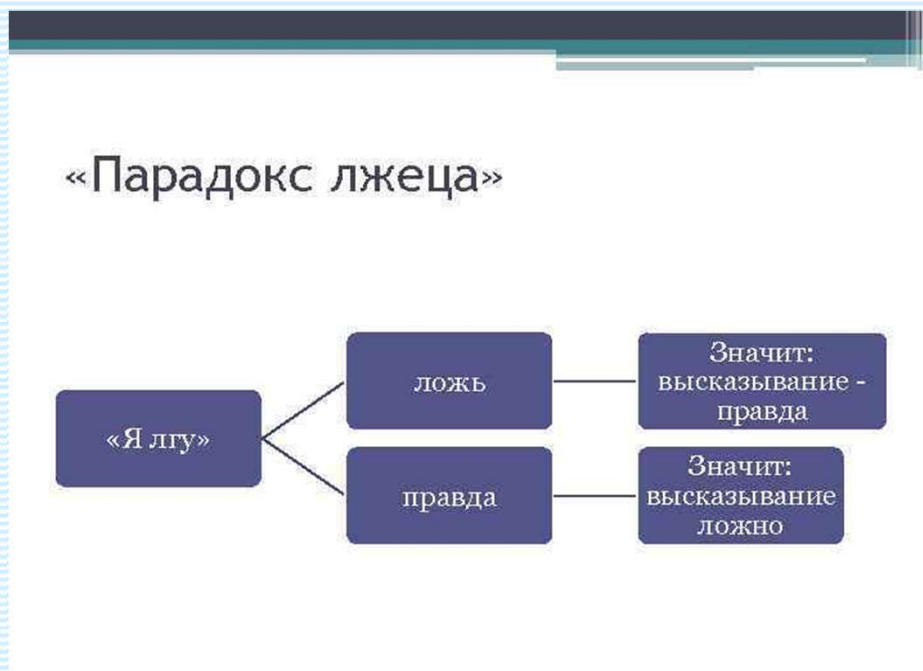 «Парадокс лжеца»
«Я лгу»
ложь
Значит:
высказывание -
правда
правда
Значит:
высказывание
ложно